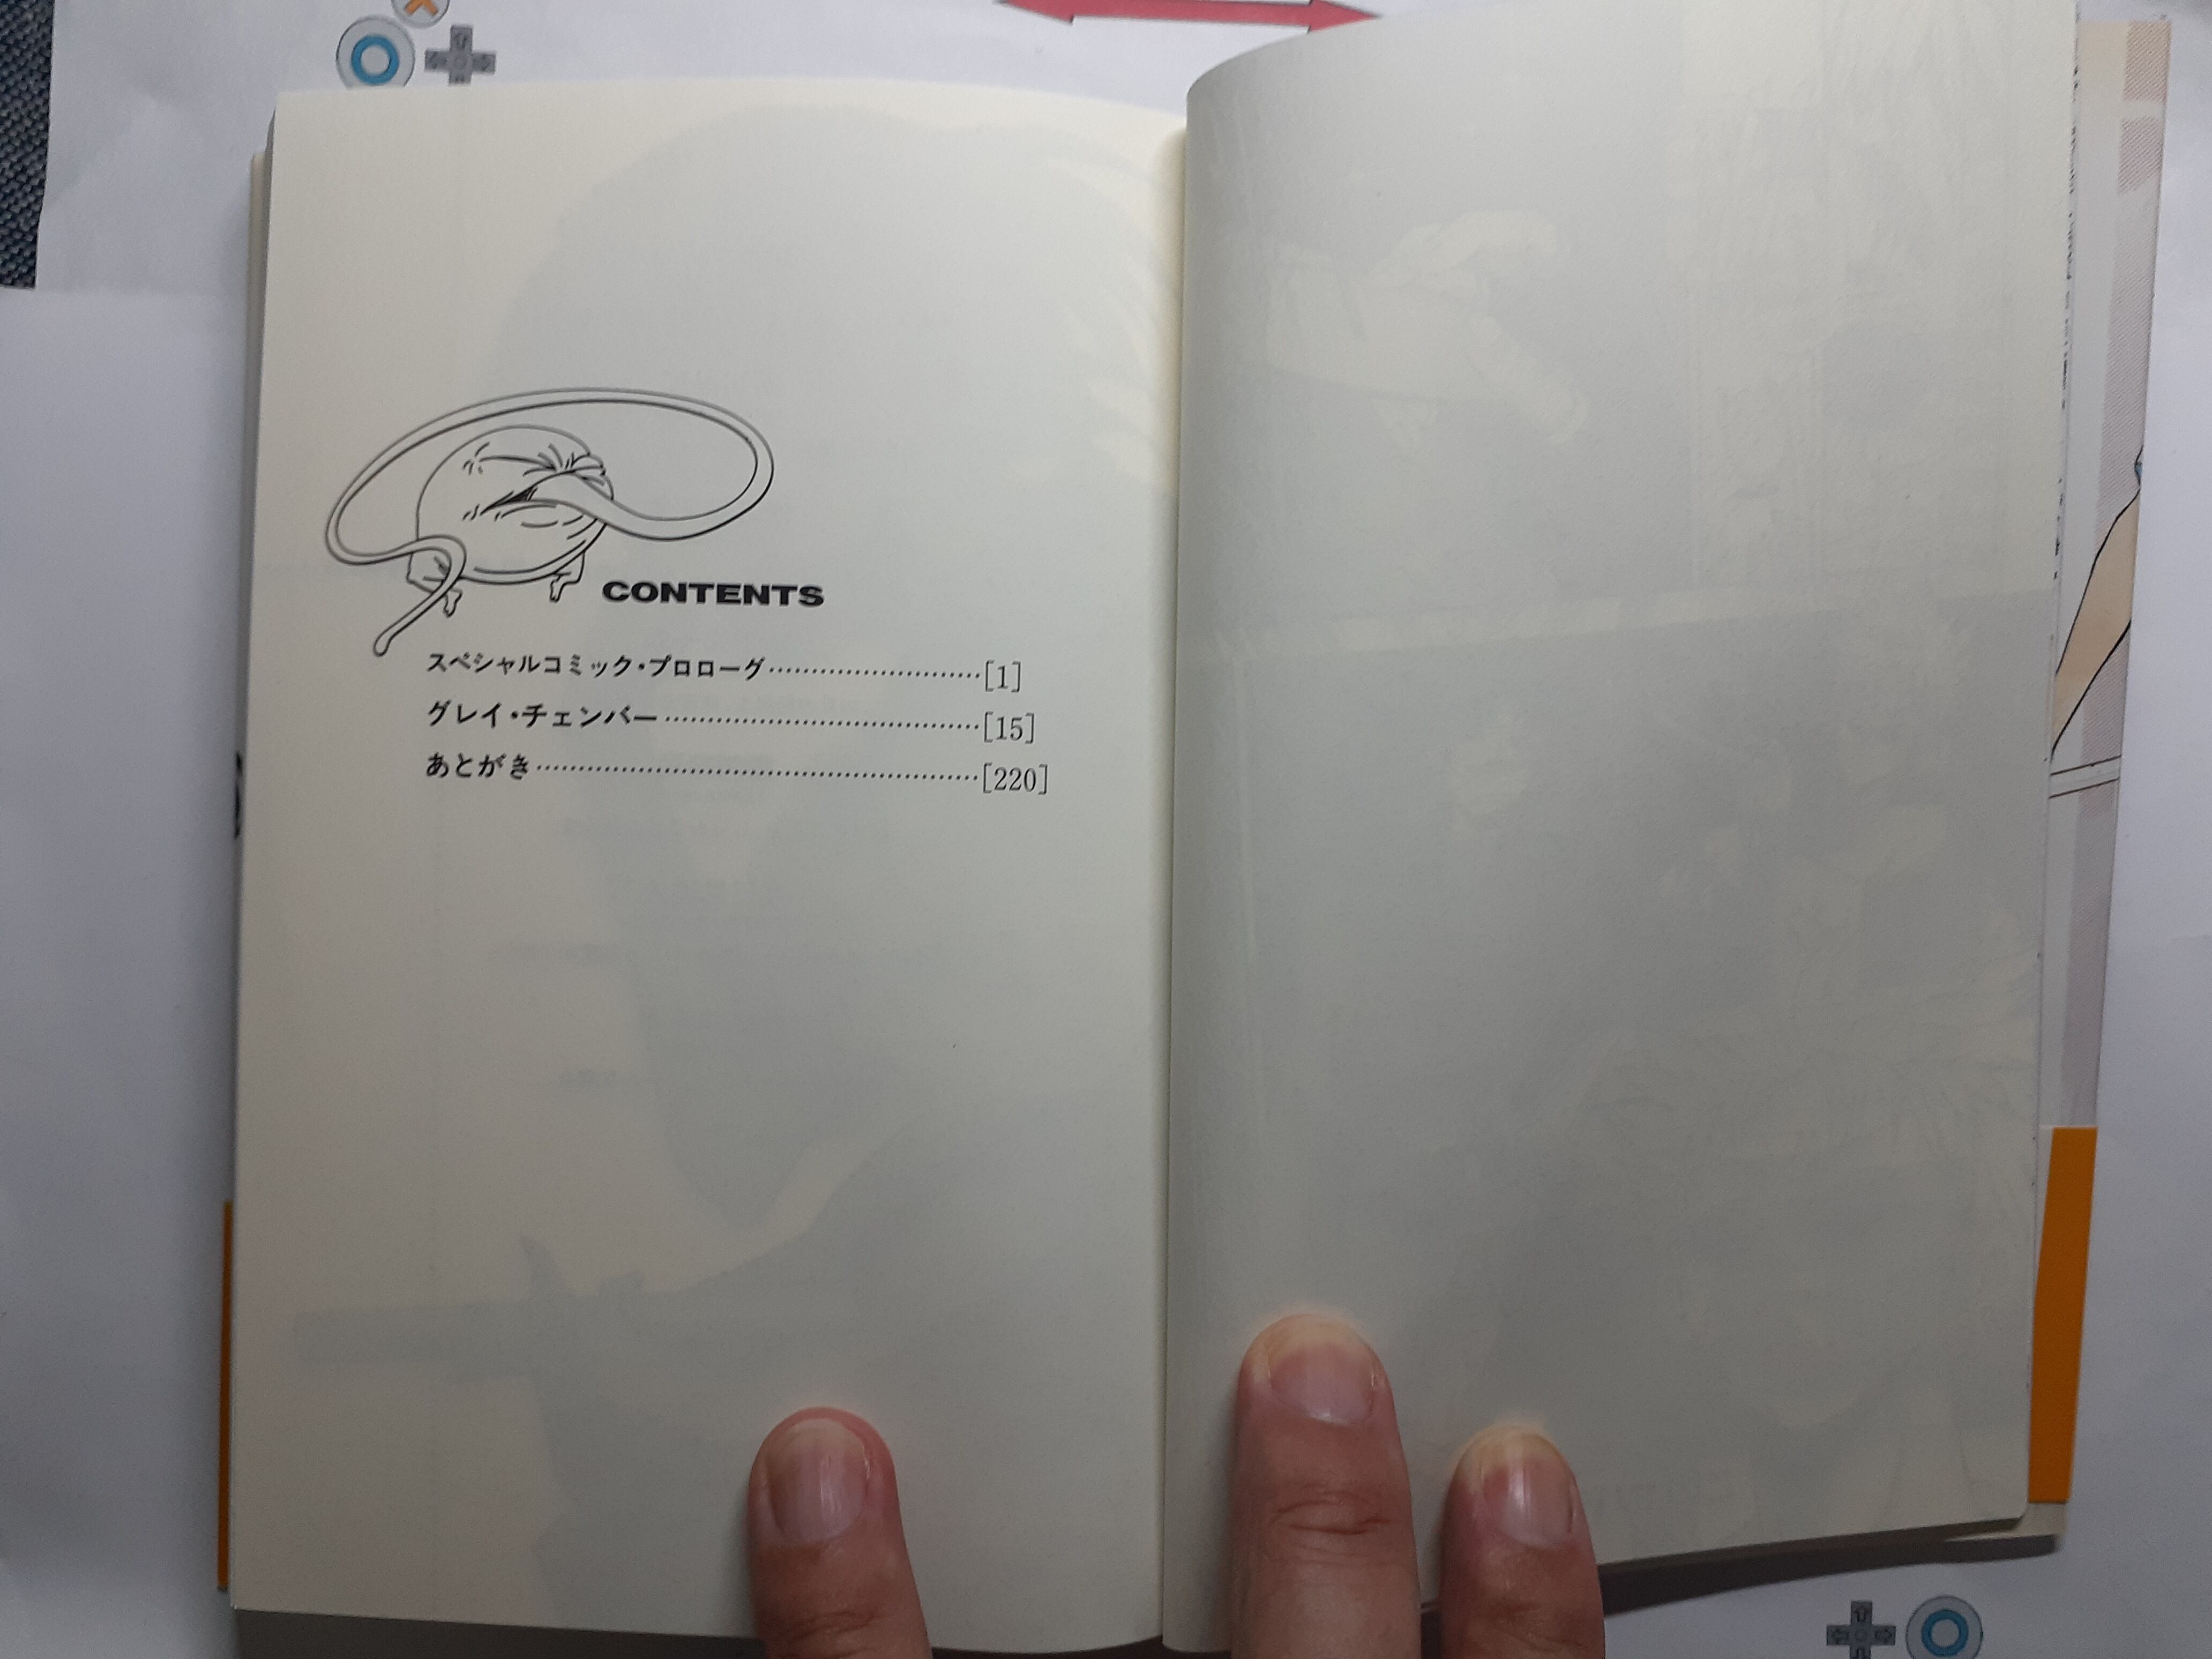 CONTENTS
スペシャルコミック・プロローグ……………………[1]
グレイ・チェンバー………………………………[15]
あとがき……………………………………………[220]